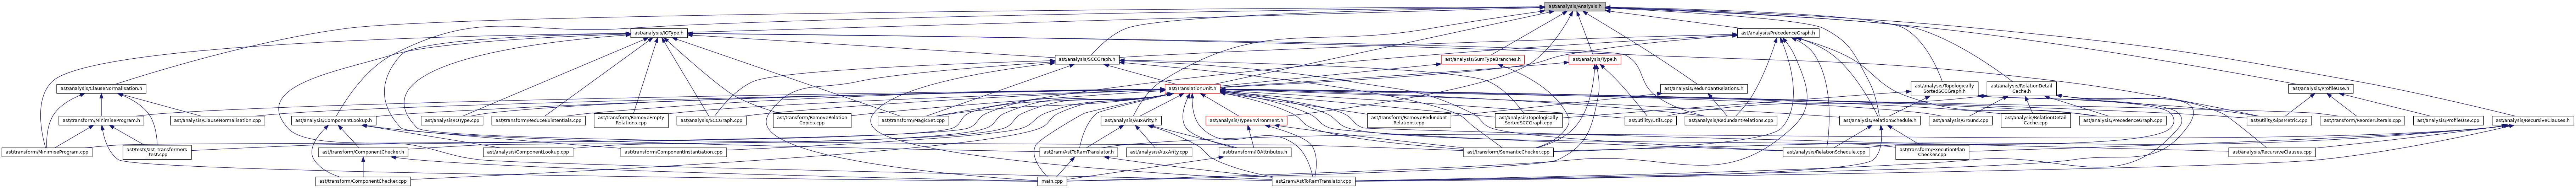 ast/analysis/Analysis.h
ast/analysis/IOType.h
ast/analysis/PrecedenceGraph.h
ast/analysis/SCCGraph.h
ast/analysis/SumTypeBranches.h
ast/analysis/Type.h
ast/analysis/ClauseNormalisation.h
ast/TranslationUnit.h
ast/analysis/RedundantRelations.h
ast/analysis/Topologically
SortedSCCGraph.h
ast/analysis/RelationDetail
Cache.h
ast/analysis/ProfileUse.h
ast/transform/MinimiseProgram.h
ast/analysis/ClauseNormalisation.cpp
ast/analysis/ComponentLookup.h
ast/analysis/IOType.cpp
ast/transform/ReduceExistentials.cpp
ast/transform/RemoveEmpty
Relations.cpp
ast/analysis/SCCGraph.cpp
ast/transform/RemoveRelation
Copies.cpp
ast/transform/MagicSet.cpp
ast/analysis/AuxArity.h
ast/analysis/TypeEnvironment.h
ast/transform/RemoveRedundant
Relations.cpp
ast/analysis/Topologically
SortedSCCGraph.cpp
ast/utility/Utils.cpp
ast/analysis/RedundantRelations.cpp
ast/analysis/RelationSchedule.h
ast/analysis/Ground.cpp
ast/analysis/RelationDetail
Cache.cpp
ast/analysis/PrecedenceGraph.cpp
ast/utility/SipsMetric.cpp
ast/transform/ReorderLiterals.cpp
ast/analysis/ProfileUse.cpp
ast/analysis/RecursiveClauses.h
ast/transform/MinimiseProgram.cpp
ast/tests/ast_transformers
_test.cpp
ast/transform/ComponentChecker.h
ast/analysis/ComponentLookup.cpp
ast/transform/ComponentInstantiation.cpp
ast2ram/AstToRamTranslator.h
ast/analysis/AuxArity.cpp
ast/transform/IOAttributes.h
ast/transform/SemanticChecker.cpp
ast/analysis/RelationSchedule.cpp
ast/transform/ExecutionPlan
Checker.cpp
ast/analysis/RecursiveClauses.cpp
ast/transform/ComponentChecker.cpp
main.cpp
ast2ram/AstToRamTranslator.cpp